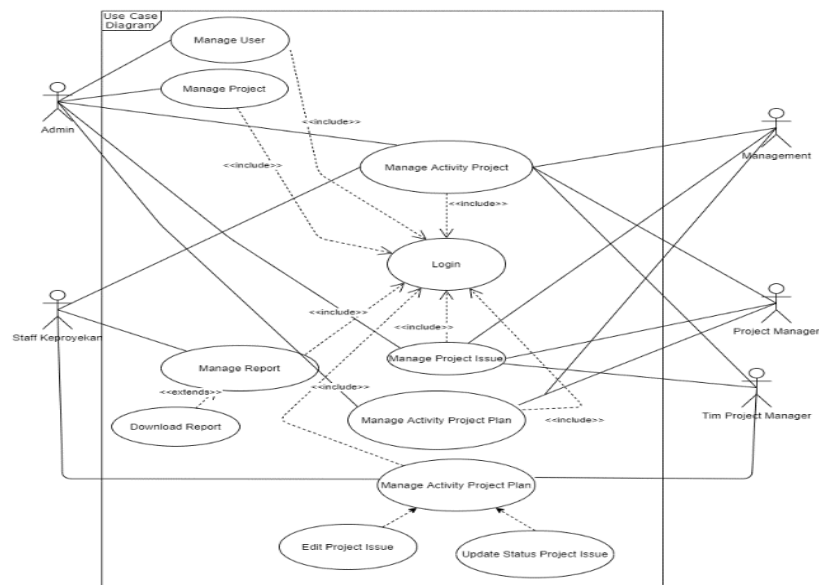 Use Case
Diagram
Manage User
Manage Project
Admin
<<include>>
Management
<<include>>
Manage Activity Project
<<include>>
Login
Staff Keproyekan
<<include>>
<<include>>
Project Manager
Manage Project Issue
Manage Report
<<include>>
<<extends>>
Tim Project Manager
Manage Activity Project Plan
<<include>>
Download Report
Manage Activity Project Plan
Edit Project Issue
Update Status Project Issue